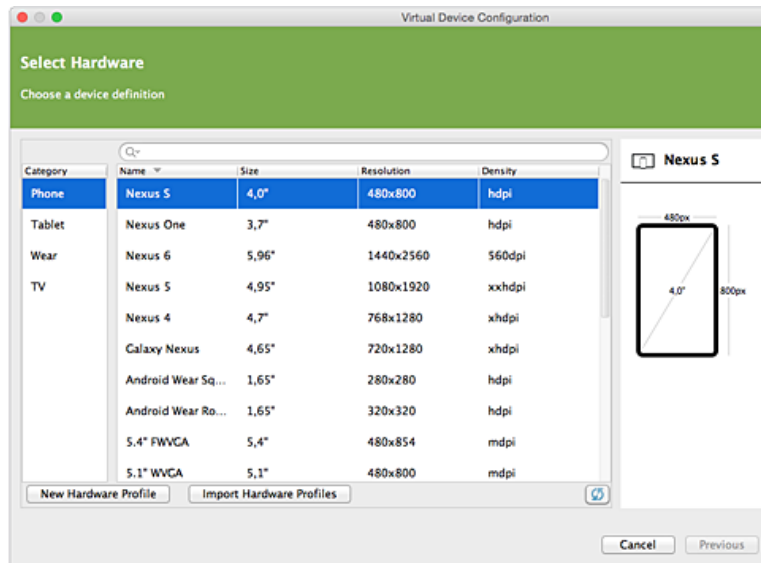 Virtual Device Configuration
Select Hardware
Choose a device definition
Category
Phone
Tablet
Wear
TV
Name Size Resolution Density
Nexus S 4,0" 480x800 hdpi
Nexus One 3,7" 480x800 hdpi
Nexus 6 5,96" 1440x2560 560dpi
Nexus 5 4,95" 1080x1920 xxhdpi
Nexus 4 4,7" 768x1280 xhdpi
Galaxy Nexus 4,65" 720x1280 xhdpi
Android Wear Sq... 1,65" 280x280 hdpi
Android Wear Ro... 1,65" 320x320 hdpi
5.4" FWVGA 5,4" 480x854 mdpi
5.1" WVGA 5,1" 480x800 mdpi
New Hardware Profile Import Hardware Profiles
Nexus S
480px
4,0" 800px
Cancel Previous